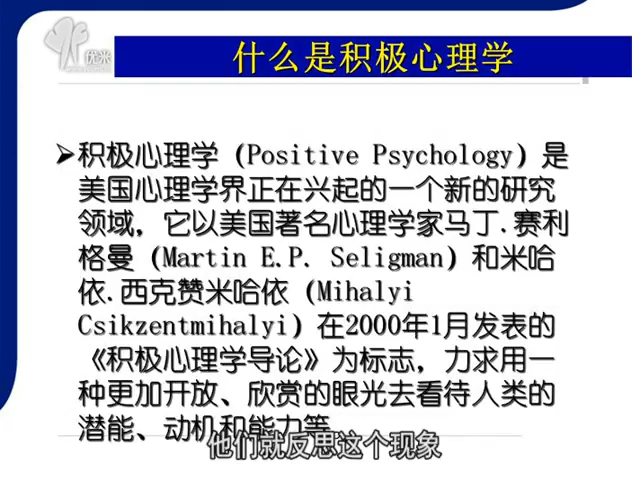 优米
什么是积极心理学
➢积极心理学（Positive Psychology）是
美国心理学界正在兴起的一个新的研究
领域，它以美国著名心理学家马丁.赛利
格曼（Martin E.P. Seligman）和米哈
依.西克赞米哈依（Mihalyi
Csikzentmihalyi）在2000年1月发表的
《积极心理学导论》为标志，力求用一
种更加开放、欣赏的眼光去看待人类的
潜能、动机和能力等
他们就反思这个现象